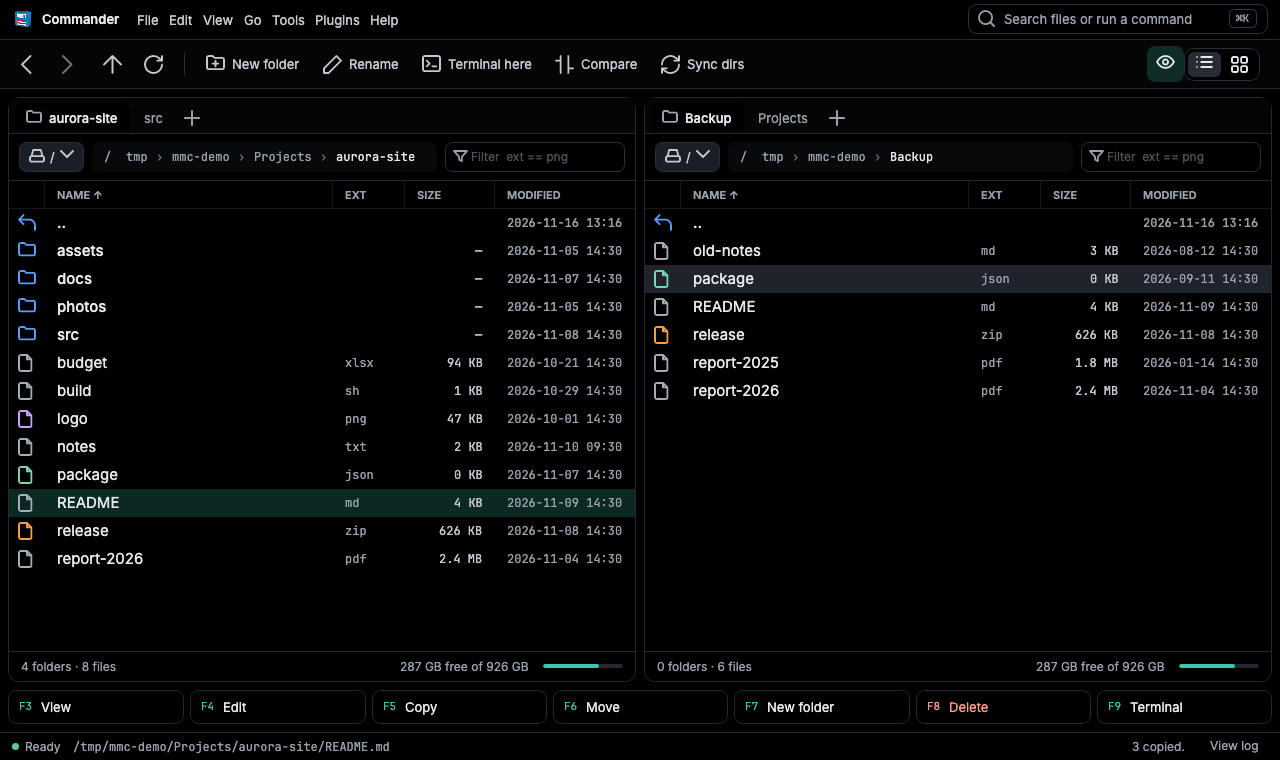 Commander File Edit View Go Tools Plugins Help Search files or run a command ⌘K
New folder Rename Terminal here Compare Sync dirs
aurora-site src
/ / tmp › mmc-demo › Projects › aurora-site Filter ext == png
NAME ↑ EXT SIZE MODIFIED
.. 2026-11-16 13:16
assets — 2026-11-05 14:30
docs — 2026-11-07 14:30
photos — 2026-11-05 14:30
src — 2026-11-08 14:30
budget xlsx 94 KB 2026-10-21 14:30
build sh 1 KB 2026-10-29 14:30
logo png 47 KB 2026-10-01 14:30
notes txt 2 KB 2026-11-10 09:30
package json 0 KB 2026-11-07 14:30
README md 4 KB 2026-11-09 14:30
release zip 626 KB 2026-11-08 14:30
report-2026 pdf 2.4 MB 2026-11-04 14:30
4 folders · 8 files 287 GB free of 926 GB
Backup Projects
/ / tmp › mmc-demo › Backup Filter ext == png
NAME ↑ EXT SIZE MODIFIED
.. 2026-11-16 13:16
old-notes md 3 KB 2026-08-12 14:30
package json 0 KB 2026-09-11 14:30
README md 4 KB 2026-11-09 14:30
release zip 626 KB 2026-11-08 14:30
report-2025 pdf 1.8 MB 2026-01-14 14:30
report-2026 pdf 2.4 MB 2026-11-04 14:30
0 folders · 6 files 287 GB free of 926 GB
F3 View F4 Edit F5 Copy F6 Move F7 New folder F8 Delete F9 Terminal
Ready /tmp/mmc-demo/Projects/aurora-site/README.md 3 copied. View log